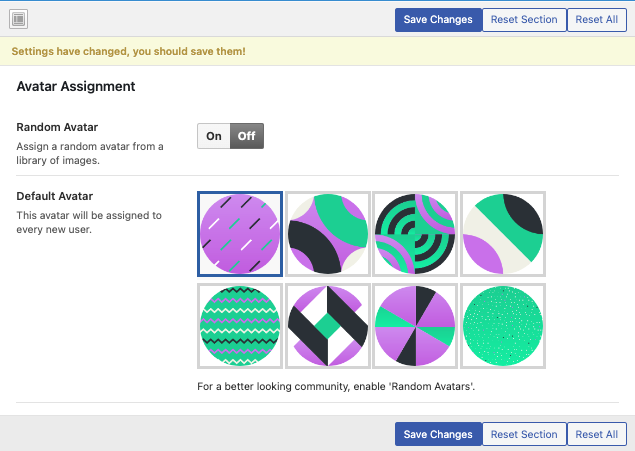 Save Changes Reset Section Reset All
Settings have changed, you should save them!
Avatar Assignment
Random Avatar
Assign a random avatar from a
library of images.
On Off
Default Avatar
This avatar will be assigned to
every new user.
For a better looking community, enable 'Random Avatars'.
Save Changes Reset Section Reset All